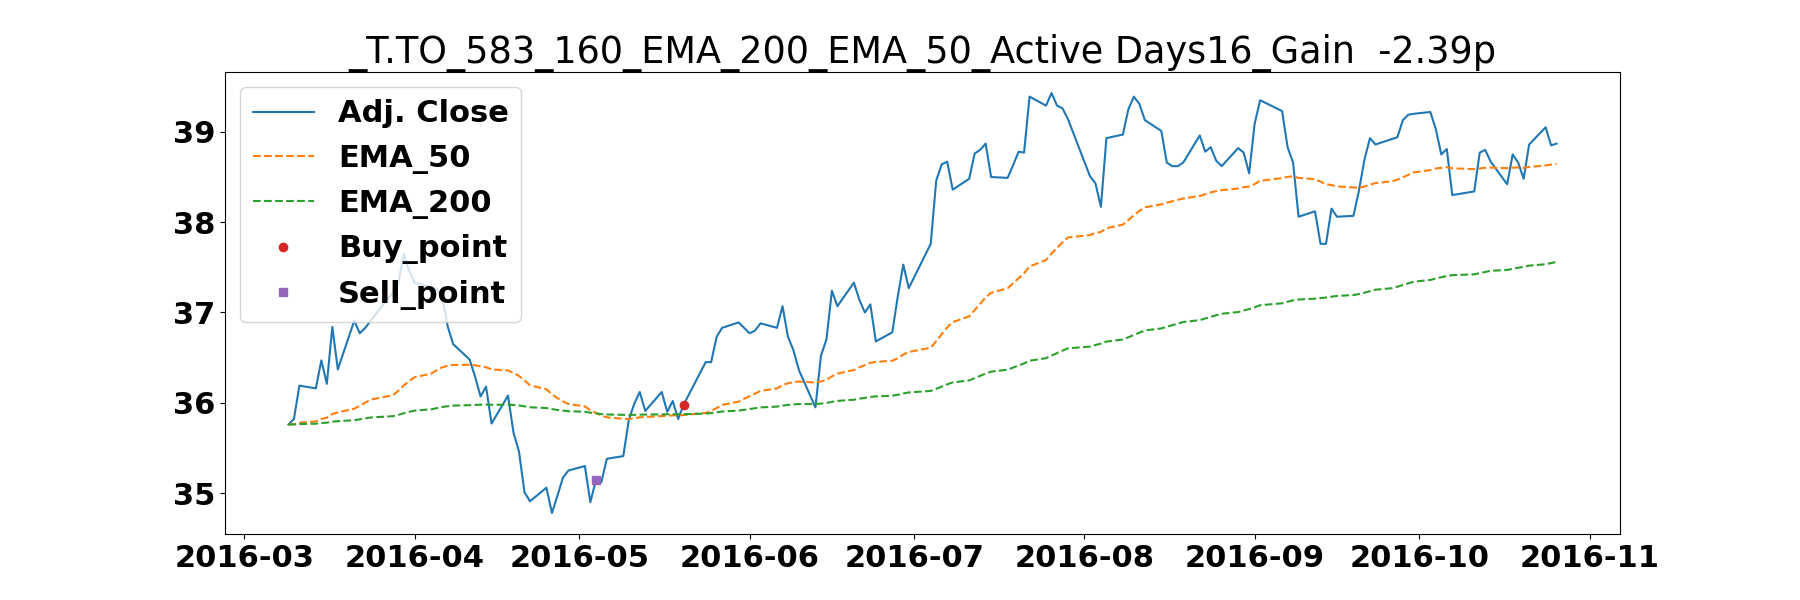 _T.TO_583_160_EMA_200_EMA_50_Active Days16_Gain  -2.39p
Adj. Close
EMA_50
EMA_200
Buy_point
Sell_point
39
38
37
36
35
2016-03 2016-04 2016-05 2016-06 2016-07 2016-08 2016-09 2016-10 2016-11